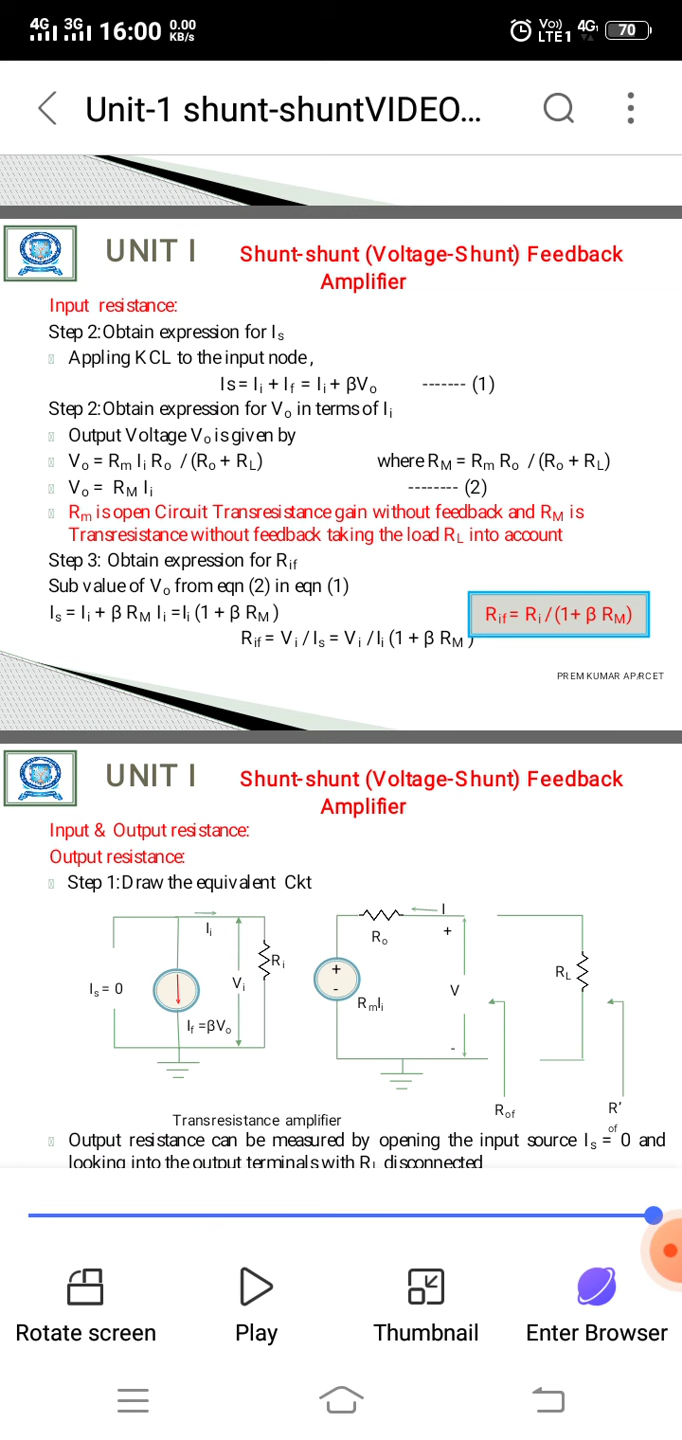 4G 3G 16:00 0.00 KB/s Vo)) LTE1 4G 70
Unit-1 shunt-shuntVIDEO...
UNIT I Shunt-shunt (Voltage-Shunt) Feedback
Amplifier
Input resistance:
Step 2:Obtain expression for Is
Appling KCL to the input node,
Is = Ii + If = Ii + βVo ------- (1)
Step 2:Obtain expression for Vo in terms of Ii
Output Voltage Vo is given by
Vo = Rm Ii Ro / (Ro + RL) where RM = Rm Ro / (Ro + RL)
Vo = RM Ii -------- (2)
Rm is open Circuit Transresistance gain without feedback and RM is
Transresistance without feedback taking the load RL into account
Step 3: Obtain expression for Rif
Sub value of Vo from eqn (2) in eqn (1)
Is = Ii + β RM Ii =Ii (1 + β RM )
Rif = Ri / (1+ β RM)
Rif = Vi / Is = Vi / Ii (1 + β RM )
PREM KUMAR AP/RCET
UNIT I Shunt-shunt (Voltage-Shunt) Feedback
Amplifier
Input & Output resistance:
Output resistance:
Step 1:Draw the equivalent Ckt
Ii I
Ro +
Ri RL
+
-
Is = 0 Vi V
RmIi
If =βVo
-
Rof R'of
Transresistance amplifier
Output resistance can be measured by opening the input source Is = 0 and
looking into the output terminals with RL disconnected
Rotate screen Play Thumbnail Enter Browser